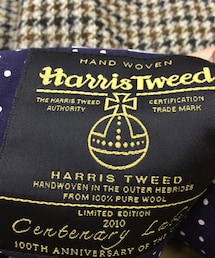 HAND WOVEN
Harris Tweed
THE HARRIS TWEED CERTIFICATION
AUTHORITY TRADE MARK
HARRIS TWEED
HANDWOVEN IN THE OUTER HEBRIDES
FROM 100% PURE WOOL
LIMITED EDITION
2010
Centenary
100TH ANNIVERSARY OF THE